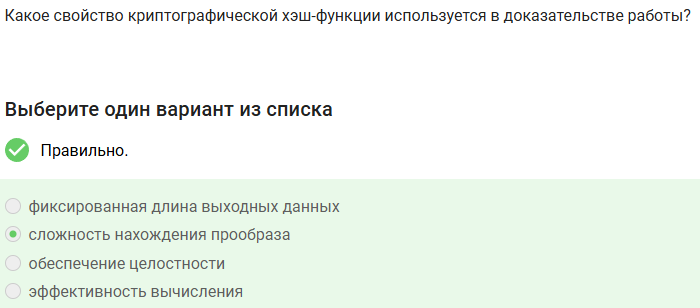 Какое свойство криптографической хэш-функции используется в доказательстве работы?
Выберите один вариант из списка
Правильно.
фиксированная длина выходных данных
сложность нахождения прообраза
обеспечение целостности
эффективность вычисления